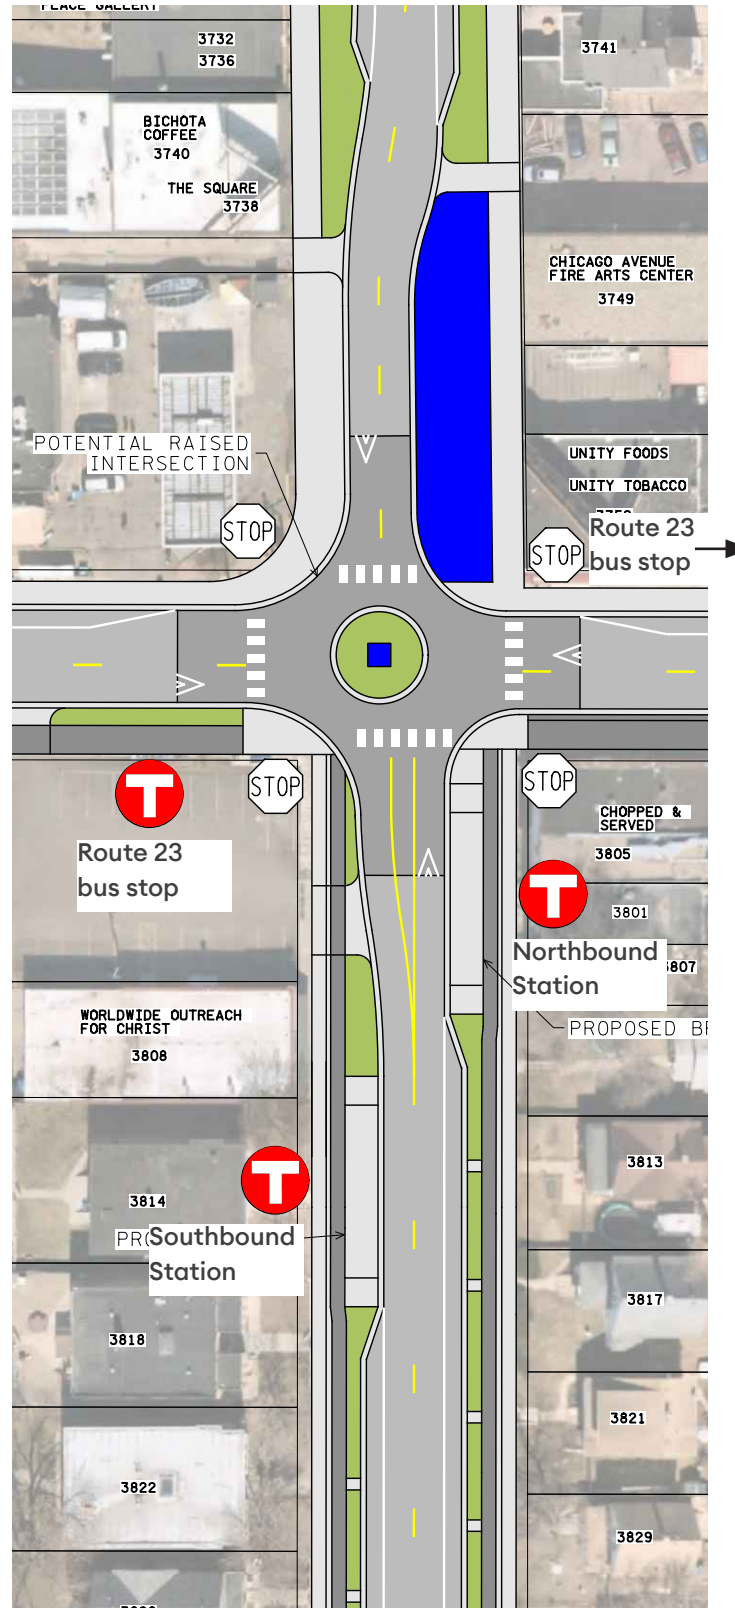 PLACE GALLERY
3732
3736
3741
BICHOTA
COFFEE
3740
THE SQUARE
3738
CHICAGO AVENUE
FIRE ARTS CENTER
3749
POTENTIAL RAISED
INTERSECTION
UNITY FOODS
UNITY TOBACCO
STOP
STOP
Route 23
bus stop
STOP
STOP
T
Route 23
bus stop
CHOPPED &
SERVED
3805
T
3801
Northbound
Station
3807
WORLDWIDE OUTREACH
FOR CHRIST
3808
PROPOSED
3813
T
3814
Southbound
Station
3817
3818
3821
3822
3829